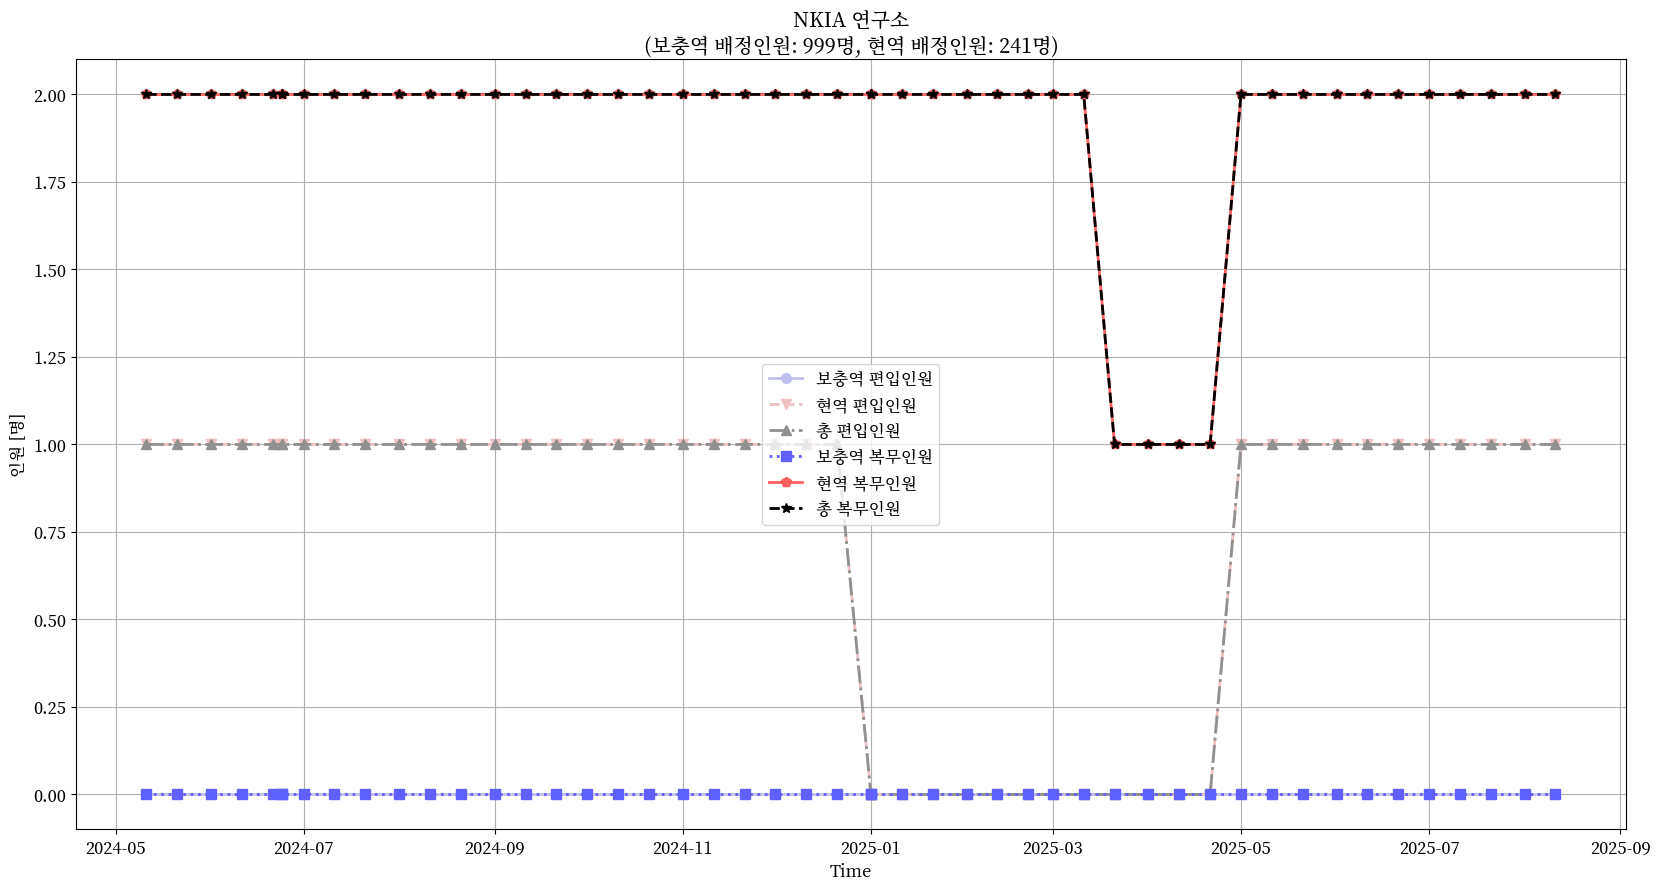 NKIA 연구소
(보충역 배정인원: 999명, 현역 배정인원: 241명)
인원 [명]
2.00
1.75
1.50
1.25
1.00
0.75
0.50
0.25
0.00
보충역 편입인원
현역 편입인원
총 편입인원
보충역 복무인원
현역 복무인원
총 복무인원
2024-05
2024-07
2024-09
2024-11
2025-01
2025-03
2025-05
2025-07
2025-09
Time